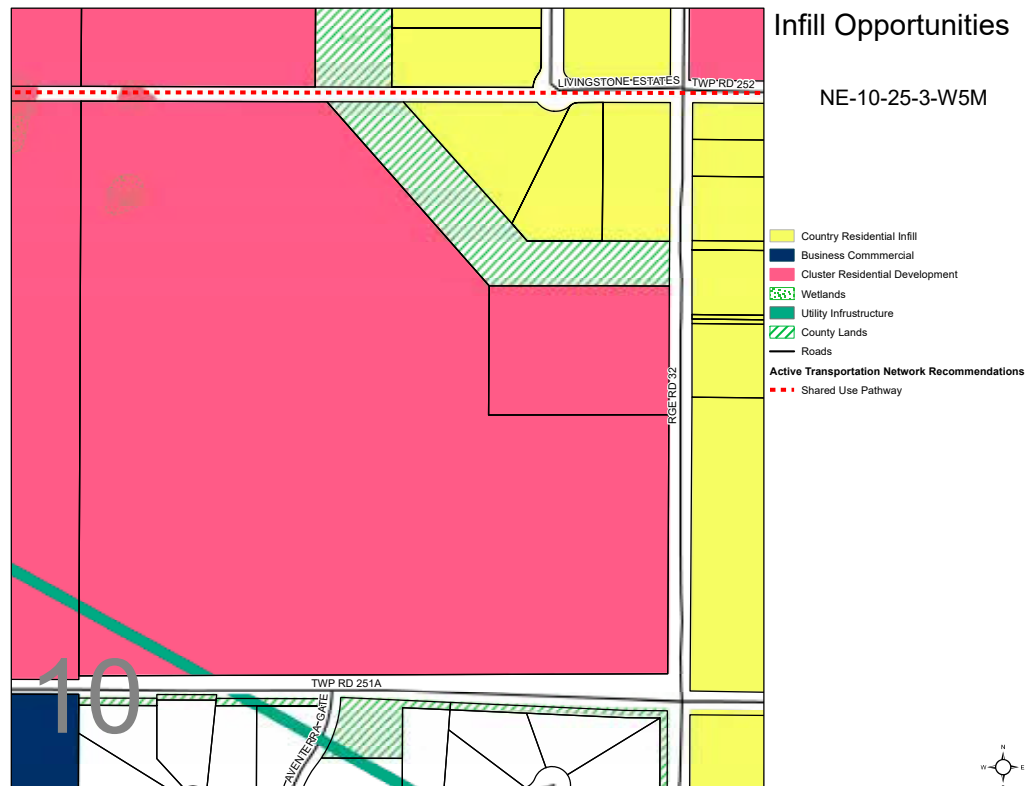 Infill Opportunities
NE-10-25-3-W5M
LIVINGSTONE ESTATES
TWP RD 252
Country Residential Infill
Business Commmercial
Cluster Residential Development
Wetlands
Utility Infrustructure
County Lands
Roads
Active Transportation Network Recommendations
Shared Use Pathway
RGE RD 32
10
TWP RD 251A
AVENTERRA GATE
N
W E